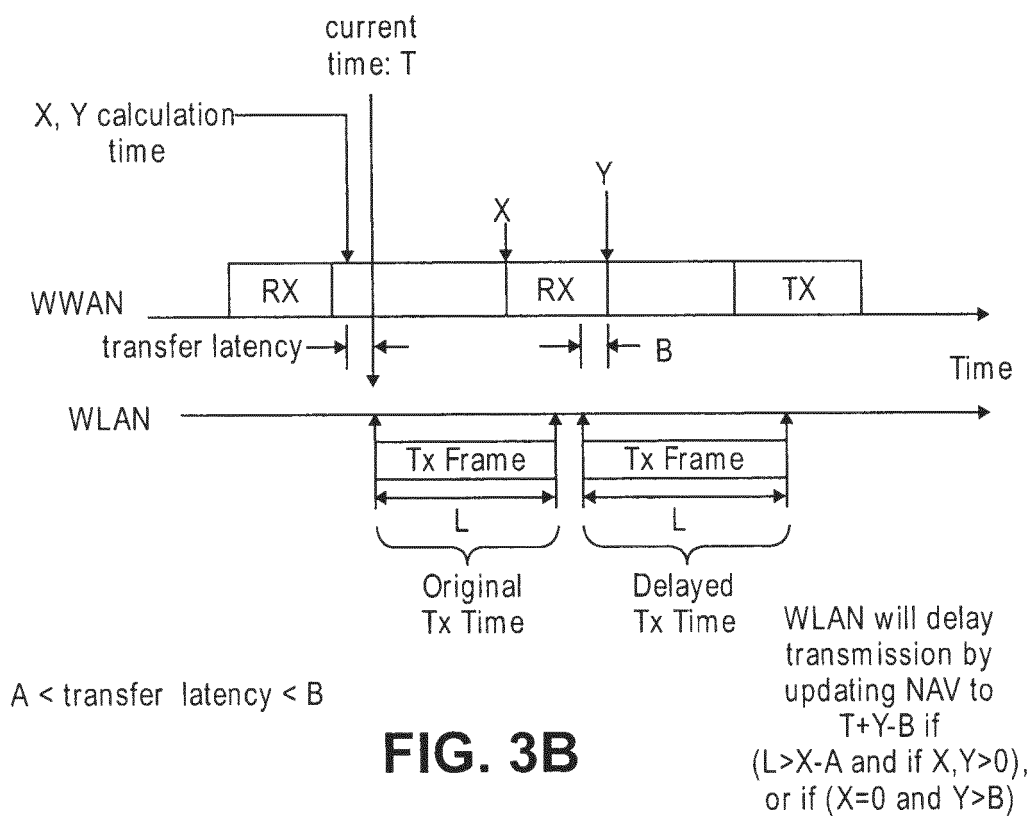 current
time: T
X, Y calculation
time
X
Y
WWAN
RX
RX
TX
transfer latency
B
Time
WLAN
Tx Frame
Tx Frame
L
L
Original
Tx Time
Delayed
Tx Time
WLAN will delay
transmission by
updating NAV to
T+Y-B if
(L>X-A and if X,Y>0),
or if (X=0 and Y>B)
A < transfer latency < B
FIG. 3B